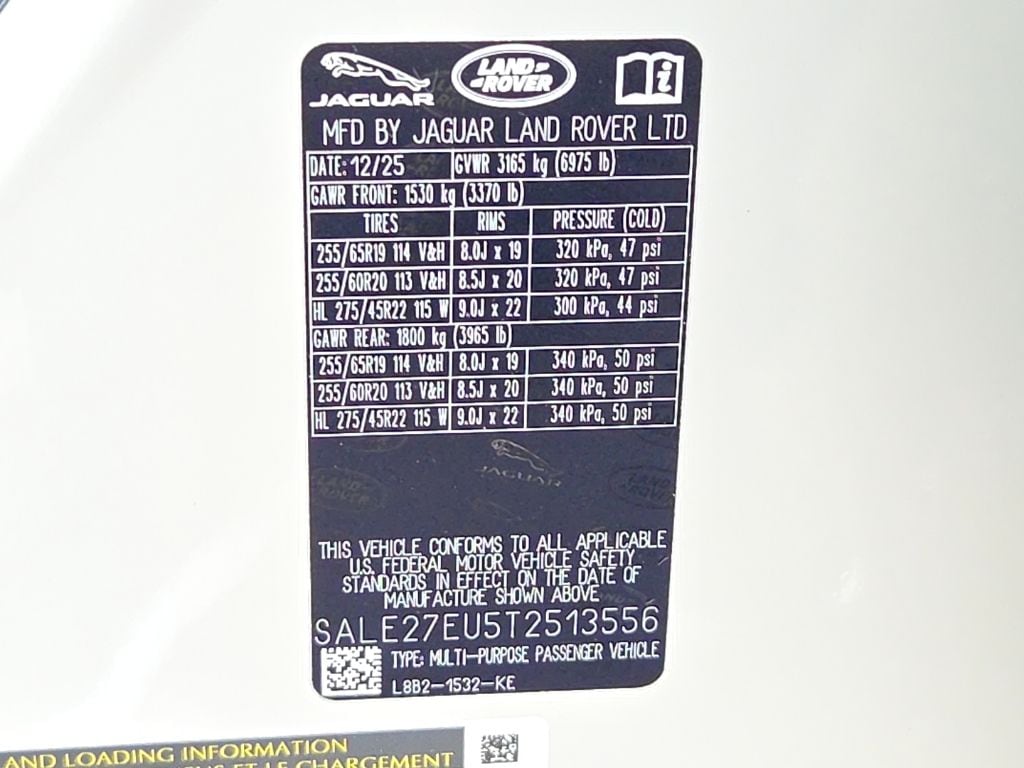 JAGUAR LAND ROVER
MFD BY JAGUAR LAND ROVER LTD
DATE: 12/25 GVWR 3165 kg (6975 lb)
GAWR FRONT: 1530 kg (3370 lb)
TIRES RIMS PRESSURE (COLD)
255/65R19 114 V&H 8.0J x 19 320 kPa, 47 psi
255/60R20 113 V&H 8.5J x 20 320 kPa, 47 psi
HL 275/45R22 115 W 9.0J x 22 300 kPa, 44 psi
GAWR REAR: 1800 kg (3965 lb)
255/65R19 114 V&H 8.0J x 19 340 kPa, 50 psi
255/60R20 113 V&H 8.5J x 20 340 kPa, 50 psi
HL 275/45R22 115 W 9.0J x 22 340 kPa, 50 psi
JAGUAR
LAND ROVER
THIS VEHICLE CONFORMS TO ALL APPLICABLE
U.S. FEDERAL MOTOR VEHICLE SAFETY
STANDARDS IN EFFECT ON THE DATE OF
MANUFACTURE SHOWN ABOVE
SALE27EU5T2513556
TYPE: MULTI-PURPOSE PASSENGER VEHICLE
L8B2-1532-KE
AND LOADING INFORMATION
ET LE CHARGEMENT